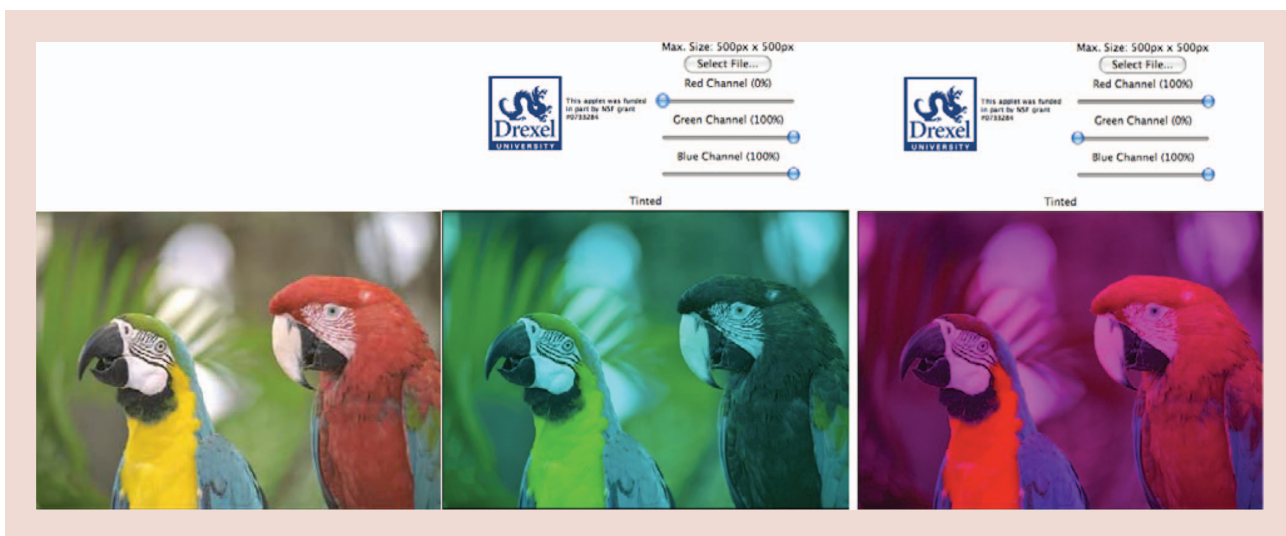 Max. Size: 500px x 500px
Select File...
Red Channel (0%)
This applet was funded
in part by NSF grant
#0733284
Drexel
UNIVERSITY
Green Channel (100%)
Blue Channel (100%)
Tinted
Max. Size: 500px x 500px
Select File...
Red Channel (100%)
This applet was funded
in part by NSF grant
#0733284
Drexel
UNIVERSITY
Green Channel (0%)
Blue Channel (100%)
Tinted